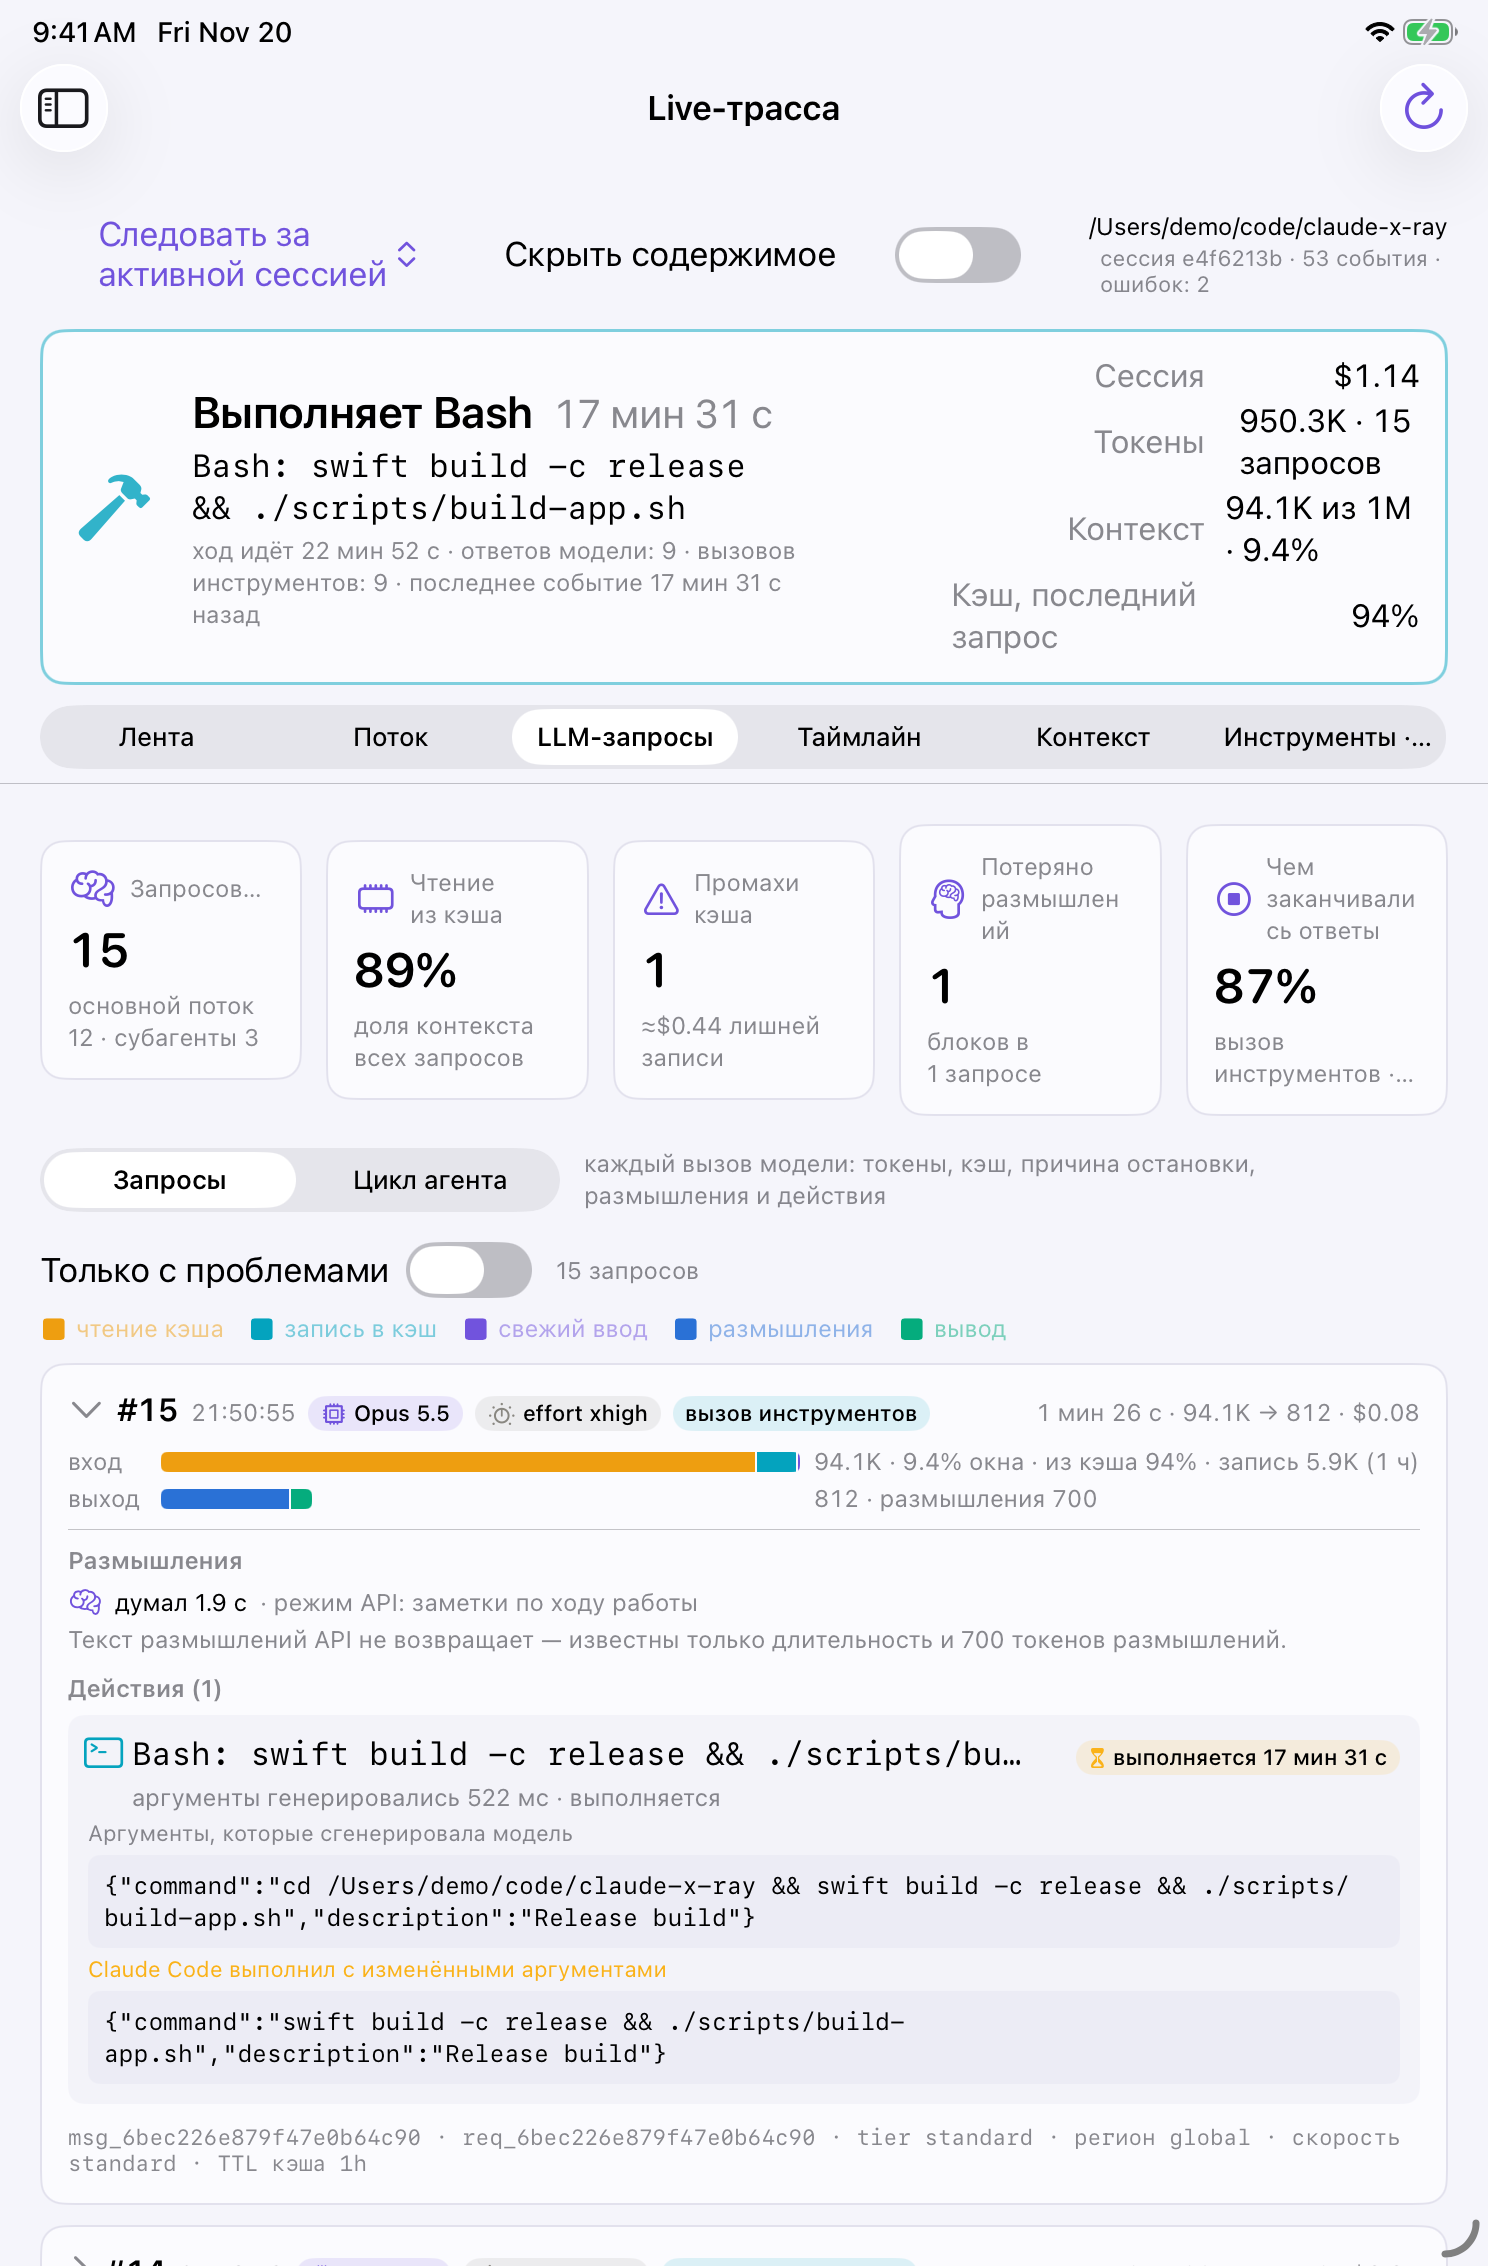 9:41 AM Fri Nov 20
Live-трасса
Следовать за
активной сессией
Скрыть содержимое
/Users/demo/code/claude-x-ray
сессия e4f6213b · 53 события ·
ошибок: 2
Выполняет Bash 17 мин 31 с
Bash: swift build -c release
&& ./scripts/build-app.sh
ход идёт 22 мин 52 с · ответов модели: 9 · вызовов
инструментов: 9 · последнее событие 17 мин 31 с
назад
Сессия $1.14
Токены 950.3K · 15
запросов
Контекст 94.1K из 1M
· 9.4%
Кэш, последний
запрос 94%
Лента Поток LLM-запросы Таймлайн Контекст Инструменты ·…
Запросов…
15
основной поток
12 · субагенты 3
Чтение
из кэша
89%
доля контекста
всех запросов
Промахи
кэша
1
≈$0.44 лишней
записи
Потеряно
размышлен
ий
1
блоков в
1 запросе
Чем
заканчивали
сь ответы
87%
вызов
инструментов ·…
Запросы Цикл агента
каждый вызов модели: токены, кэш, причина остановки,
размышления и действия
Только с проблемами 15 запросов
чтение кэша запись в кэш свежий ввод размышления вывод
#15 21:50:55 Opus 5.5 effort xhigh вызов инструментов 1 мин 26 с · 94.1K → 812 · $0.08
вход 94.1K · 9.4% окна · из кэша 94% · запись 5.9K (1 ч)
выход 812 · размышления 700
Размышления
думал 1.9 с · режим API: заметки по ходу работы
Текст размышлений API не возвращает — известны только длительность и 700 токенов размышлений.
Действия (1)
Bash: swift build -c release && ./scripts/bu… выполняется 17 мин 31 с
аргументы генерировались 522 мс · выполняется
Аргументы, которые сгенерировала модель
{"command":"cd /Users/demo/code/claude-x-ray && swift build -c release && ./scripts/
build-app.sh","description":"Release build"}
Claude Code выполнил с изменёнными аргументами
{"command":"swift build -c release && ./scripts/build-
app.sh","description":"Release build"}
msg_6bec226e879f47e0b64c90 · req_6bec226e879f47e0b64c90 · tier standard · регион global · скорость
standard · TTL кэша 1h
#14